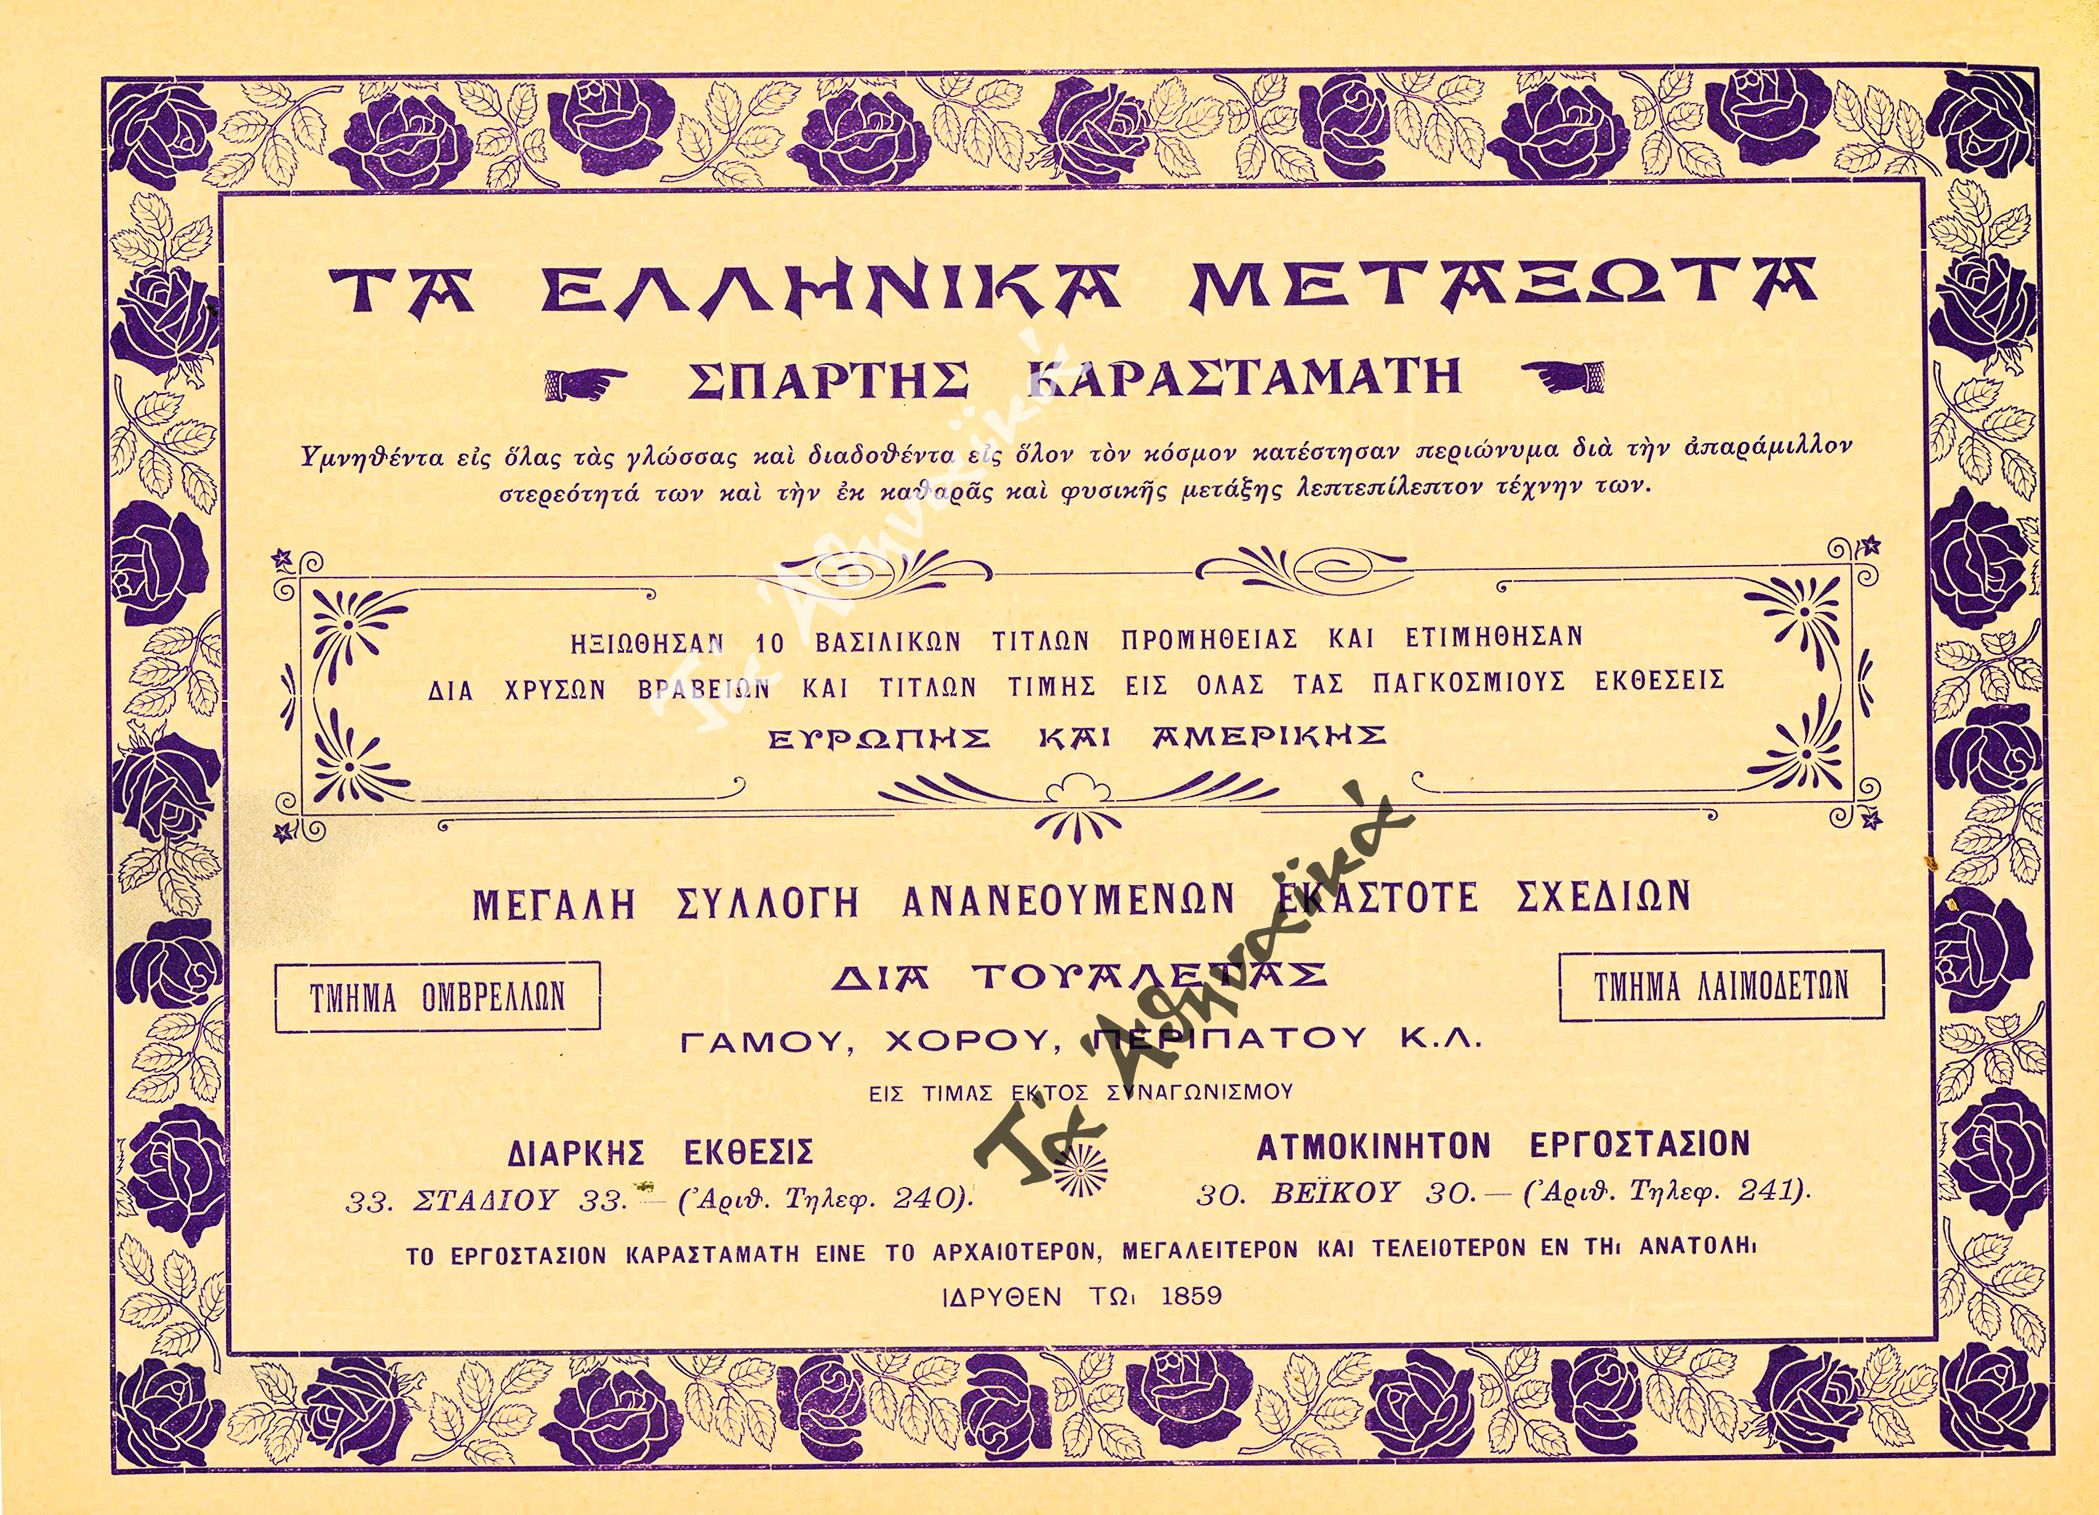 ΤΑ ΕΛΛΗΝΙΚΑ ΜΕΤΑΞΩΤΑ
ΣΠΑΡΤΗΣ ΚΑΡΑΣΤΑΜΑΤΗ
Υμνηθέντα εἰς ὅλας τὰς γλώσσας καὶ διαδοθέντα εἰς ὅλον τὸν κόσμον κατέστησαν περιώνυμα διὰ τὴν ἀπαράμιλλον
στερεότητά των καὶ τὴν ἐκ καθαρᾶς καὶ φυσικῆς μετάξης λεπτεπίλεπτον τέχνην των.
ΗΞΙΩΘΗΣΑΝ 10 ΒΑΣΙΛΙΚΩΝ ΤΙΤΛΩΝ ΠΡΟΜΗΘΕΙΑΣ ΚΑΙ ΕΤΙΜΗΘΗΣΑΝ
ΔΙΑ ΧΡΥΣΩΝ ΒΡΑΒΕΙΩΝ ΚΑΙ ΤΙΤΛΩΝ ΤΙΜΗΣ ΕΙΣ ΟΛΑΣ ΤΑΣ ΠΑΓΚΟΣΜΙΟΥΣ ΕΚΘΕΣΕΙΣ
ΕΥΡΩΠΗΣ ΚΑΙ ΑΜΕΡΙΚΗΣ
Τὰ Ἀθηναϊκά
ΜΕΓΑΛΗ ΣΥΛΛΟΓΗ ΑΝΑΝΕΟΥΜΕΝΩΝ ΕΚΑΣΤΟΤΕ ΣΧΕΔΙΩΝ
ΤΜΗΜΑ ΟΜΒΡΕΛΛΩΝ
ΔΙΑ ΤΟΥΑΛΕΤΑΣ
ΤΜΗΜΑ ΛΑΙΜΟΔΕΤΩΝ
ΓΑΜΟΥ, ΧΟΡΟΥ, ΠΕΡΙΠΑΤΟΥ Κ.Λ.
ΕΙΣ ΤΙΜΑΣ ΕΚΤΟΣ ΣΥΝΑΓΩΝΙΣΜΟΥ
Τὰ Ἀθηναϊκά
ΔΙΑΡΚΗΣ ΕΚΘΕΣΙΣ
33. ΣΤΑΔΙΟΥ 33. — (Ἀριθ. Τηλεφ. 240).
ΑΤΜΟΚΙΝΗΤΟΝ ΕΡΓΟΣΤΑΣΙΟΝ
30. ΒΕΪΚΟΥ 30. — (Ἀριθ. Τηλεφ. 241).
ΤΟ ΕΡΓΟΣΤΑΣΙΟΝ ΚΑΡΑΣΤΑΜΑΤΗ ΕΙΝΕ ΤΟ ΑΡΧΑΙΟΤΕΡΟΝ, ΜΕΓΑΛΕΙΤΕΡΟΝ ΚΑΙ ΤΕΛΕΙΟΤΕΡΟΝ ΕΝ ΤΗι ΑΝΑΤΟΛΗι
ΙΔΡΥΘΕΝ ΤΩι 1859